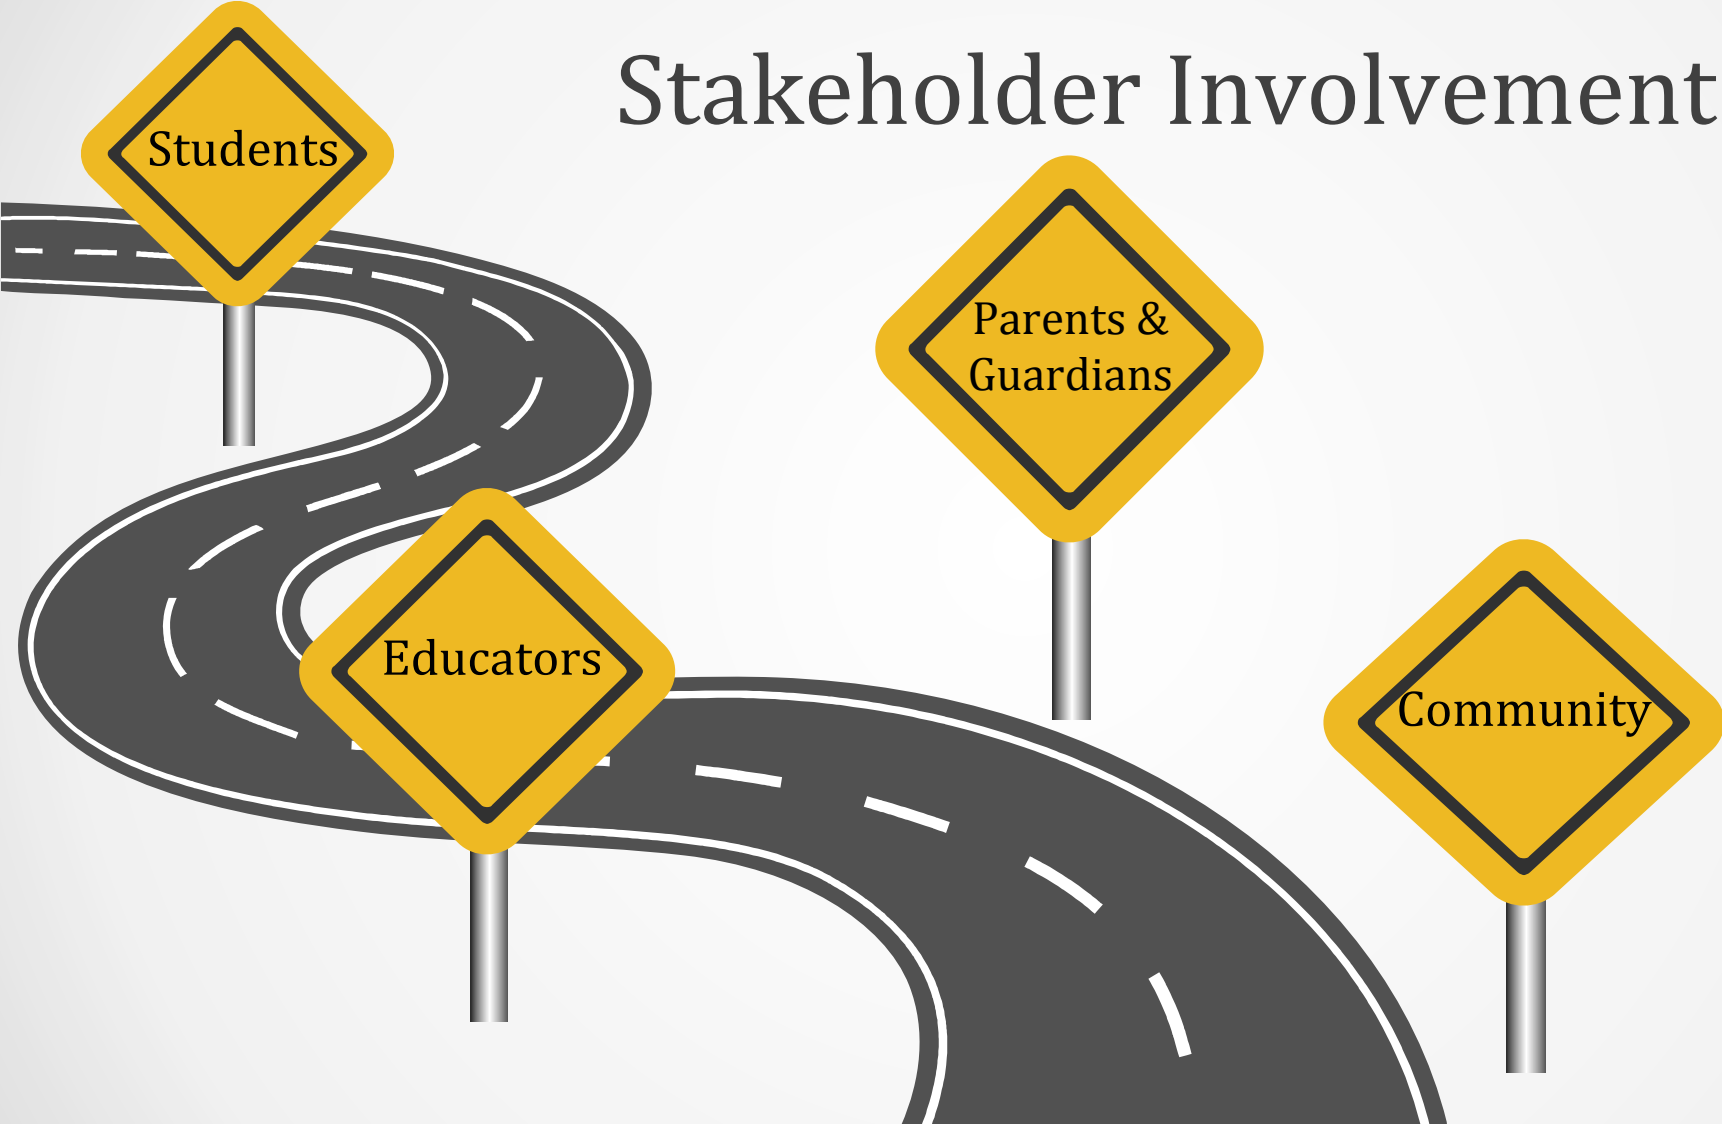 Stakeholder Involvement
Students
Parents &
Guardians
Educators
Community